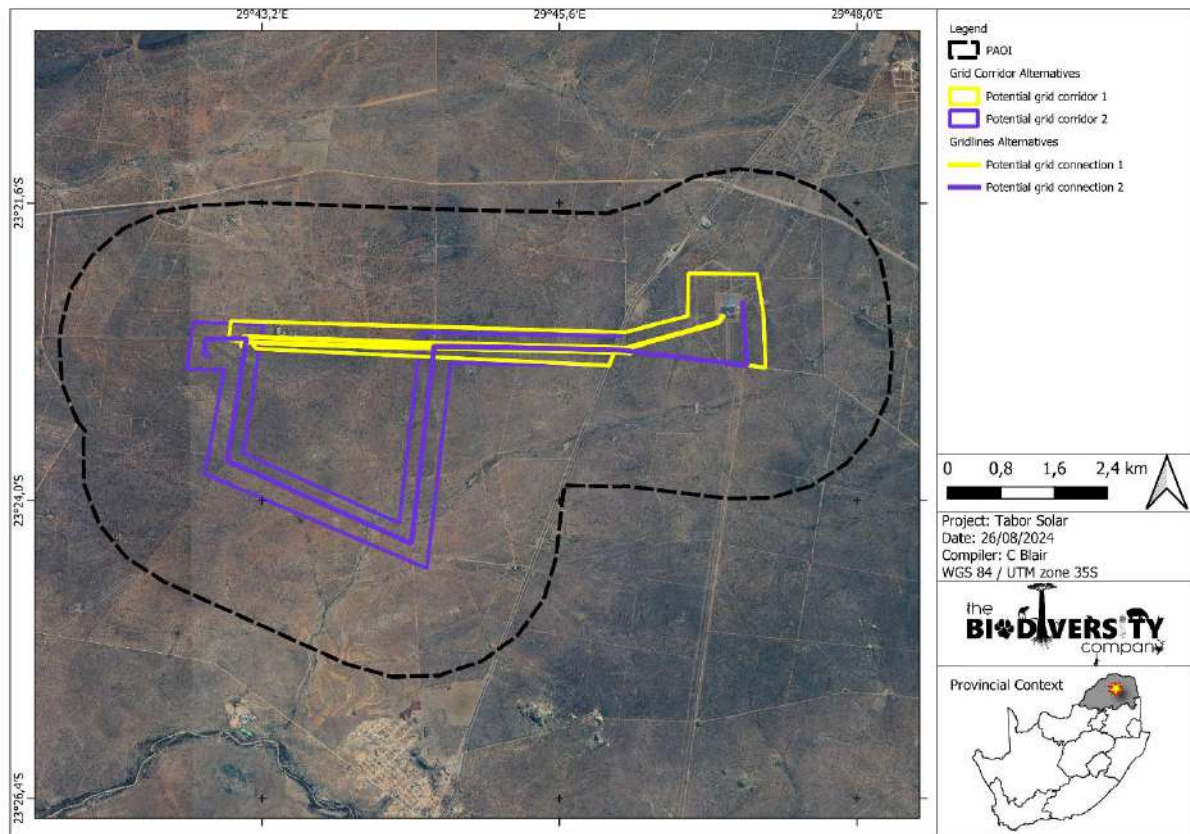 29°43,2'E
29°45,6'E
29°48,0'E
23°21,6'S
23°24,0'S
23°26,4'S
Legend
PAOI
Grid Corridor Alternatives
Potential grid corridor 1
Potential grid corridor 2
Gridlines Alternatives
Potential grid connection 1
Potential grid connection 2
0 0,8 1,6 2,4 km
Project: Tabor Solar
Date: 26/08/2024
Compiler: C Blair
WGS 84 / UTM zone 35S
the
BIODIVERSITY
company
Provincial Context